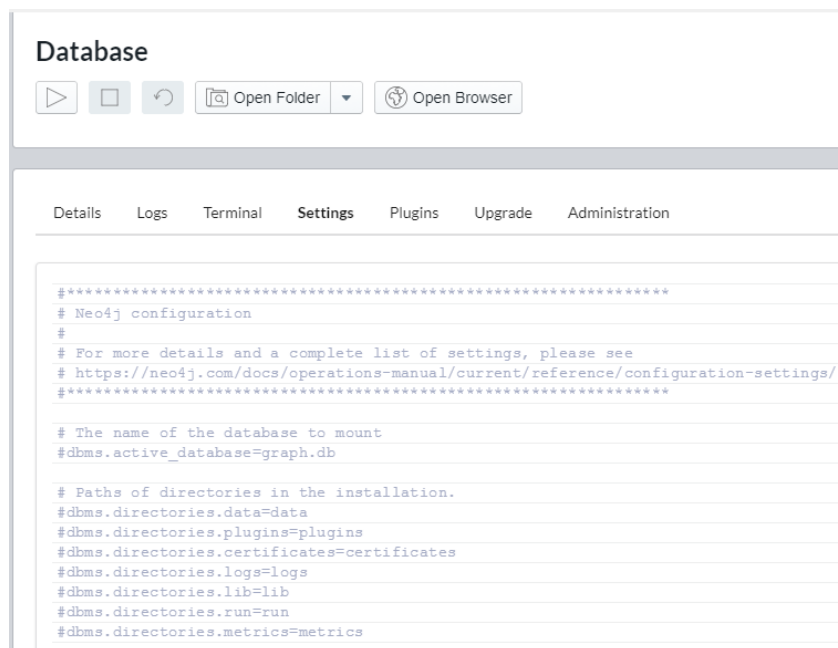 Database
Open Folder Open Browser
Details Logs Terminal Settings Plugins Upgrade Administration
#*****************************************************************
# Neo4j configuration
#
# For more details and a complete list of settings, please see
# https://neo4j.com/docs/operations-manual/current/reference/configuration-settings/
#*****************************************************************
# The name of the database to mount
#dbms.active_database=graph.db
# Paths of directories in the installation.
#dbms.directories.data=data
#dbms.directories.plugins=plugins
#dbms.directories.certificates=certificates
#dbms.directories.logs=logs
#dbms.directories.lib=lib
#dbms.directories.run=run
#dbms.directories.metrics=metrics